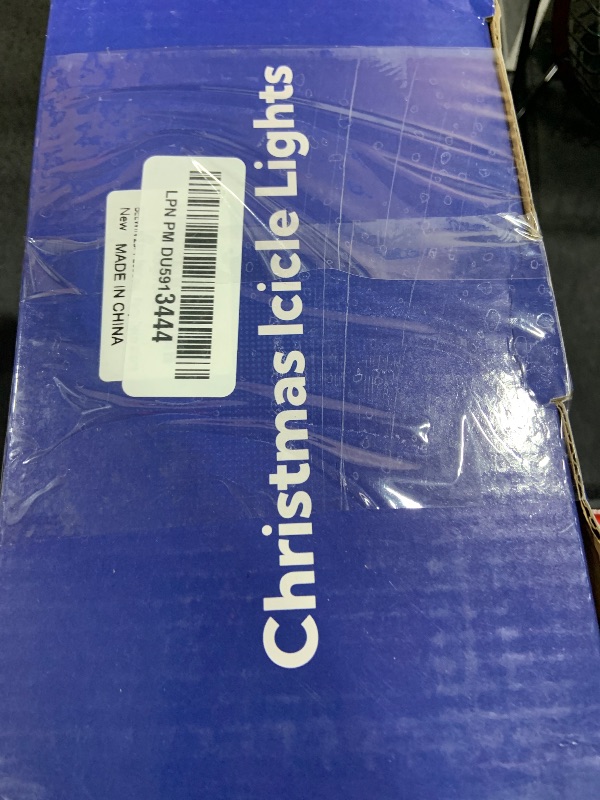 Christmas Icicle Lights
LPN PM DU5913444
New MADE IN CHINA